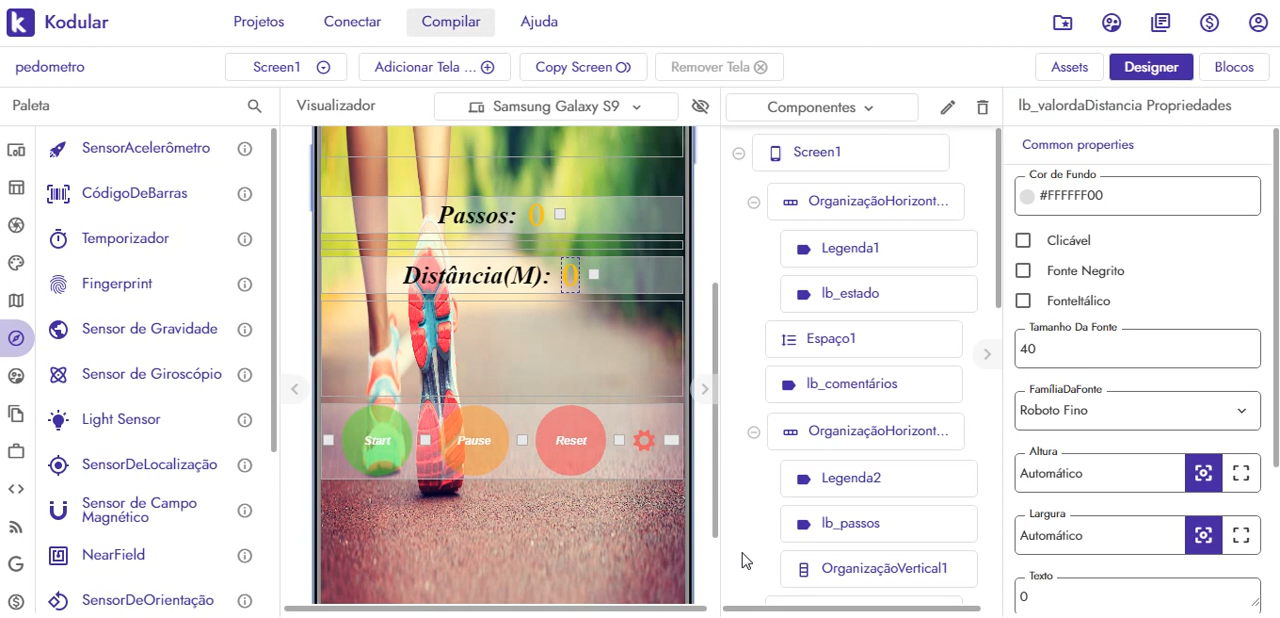 Kodular
Projetos
Conectar
Compilar
Ajuda
pedometro
Screen1
Adicionar Tela ...
Copy Screen
Remover Tela
Assets
Designer
Blocos
Paleta
Visualizador
Samsung Galaxy S9
Componentes
lb_valordaDistancia Propriedades
SensorAcelerômetro
CódigoDeBarras
Temporizador
Fingerprint
Sensor de Gravidade
Sensor de Giroscópio
Light Sensor
SensorDeLocalização
Sensor de Campo
Magnético
NearField
SensorDeOrientação
Passos: 0
Distância(M): 0
Start
Pause
Reset
Screen1
OrganizaçãoHorizont...
Legenda1
lb_estado
Espaço1
lb_comentários
OrganizaçãoHorizont...
Legenda2
lb_passos
OrganizaçãoVertical1
Common properties
Cor de Fundo
#FFFFFF00
Clicável
Fonte Negrito
FonteItálico
Tamanho Da Fonte
40
FamíliaDaFonte
Roboto Fino
Altura
Automático
Largura
Automático
Texto
0